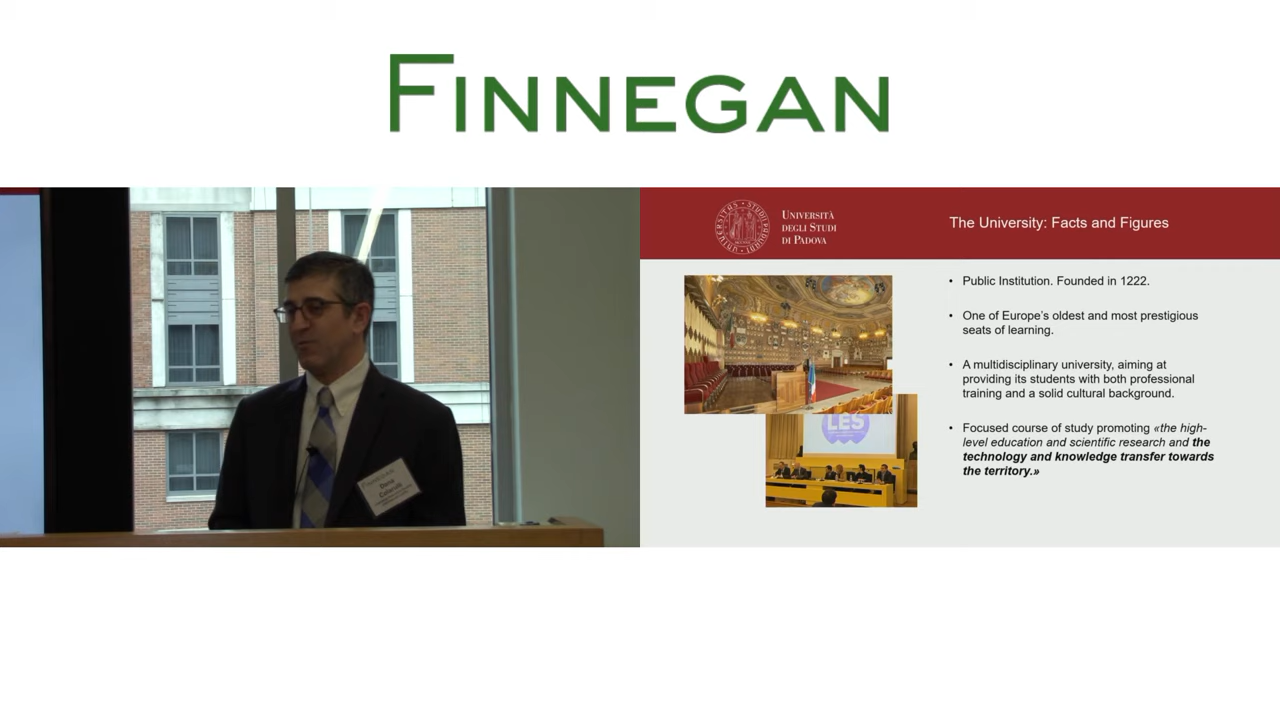 FINNEGAN
UNIVERSITÀ
DEGLI STUDI
DI PADOVA
The University: Facts and Figures
• Public Institution. Founded in 1222.
• One of Europe's oldest and most prestigious
seats of learning.
• A multidisciplinary university, aiming at
providing its students with both professional
training and a solid cultural background.
• Focused course of study promoting «the high-
level education and scientific research and the
technology and knowledge transfer towards
the territory.»
LES
FINNEGAN